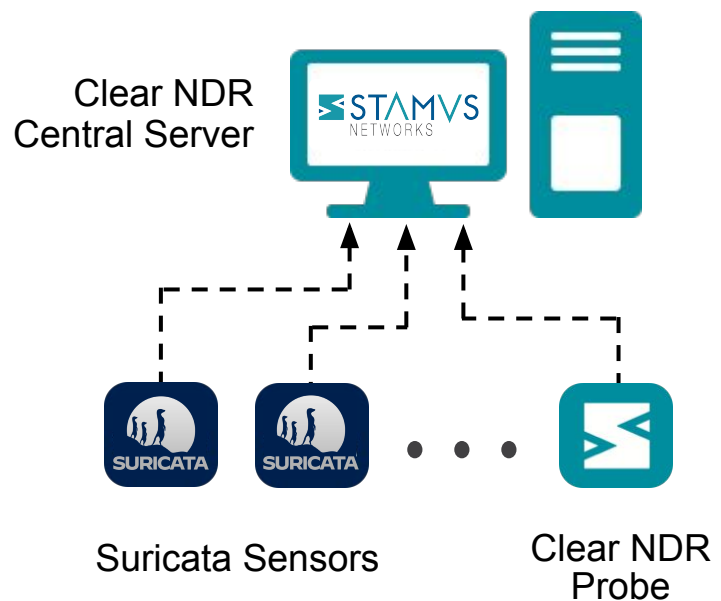 Clear NDR
Central Server
STAMVS
NETWORKS
SURICATA
SURICATA
Suricata Sensors
Clear NDR
Probe